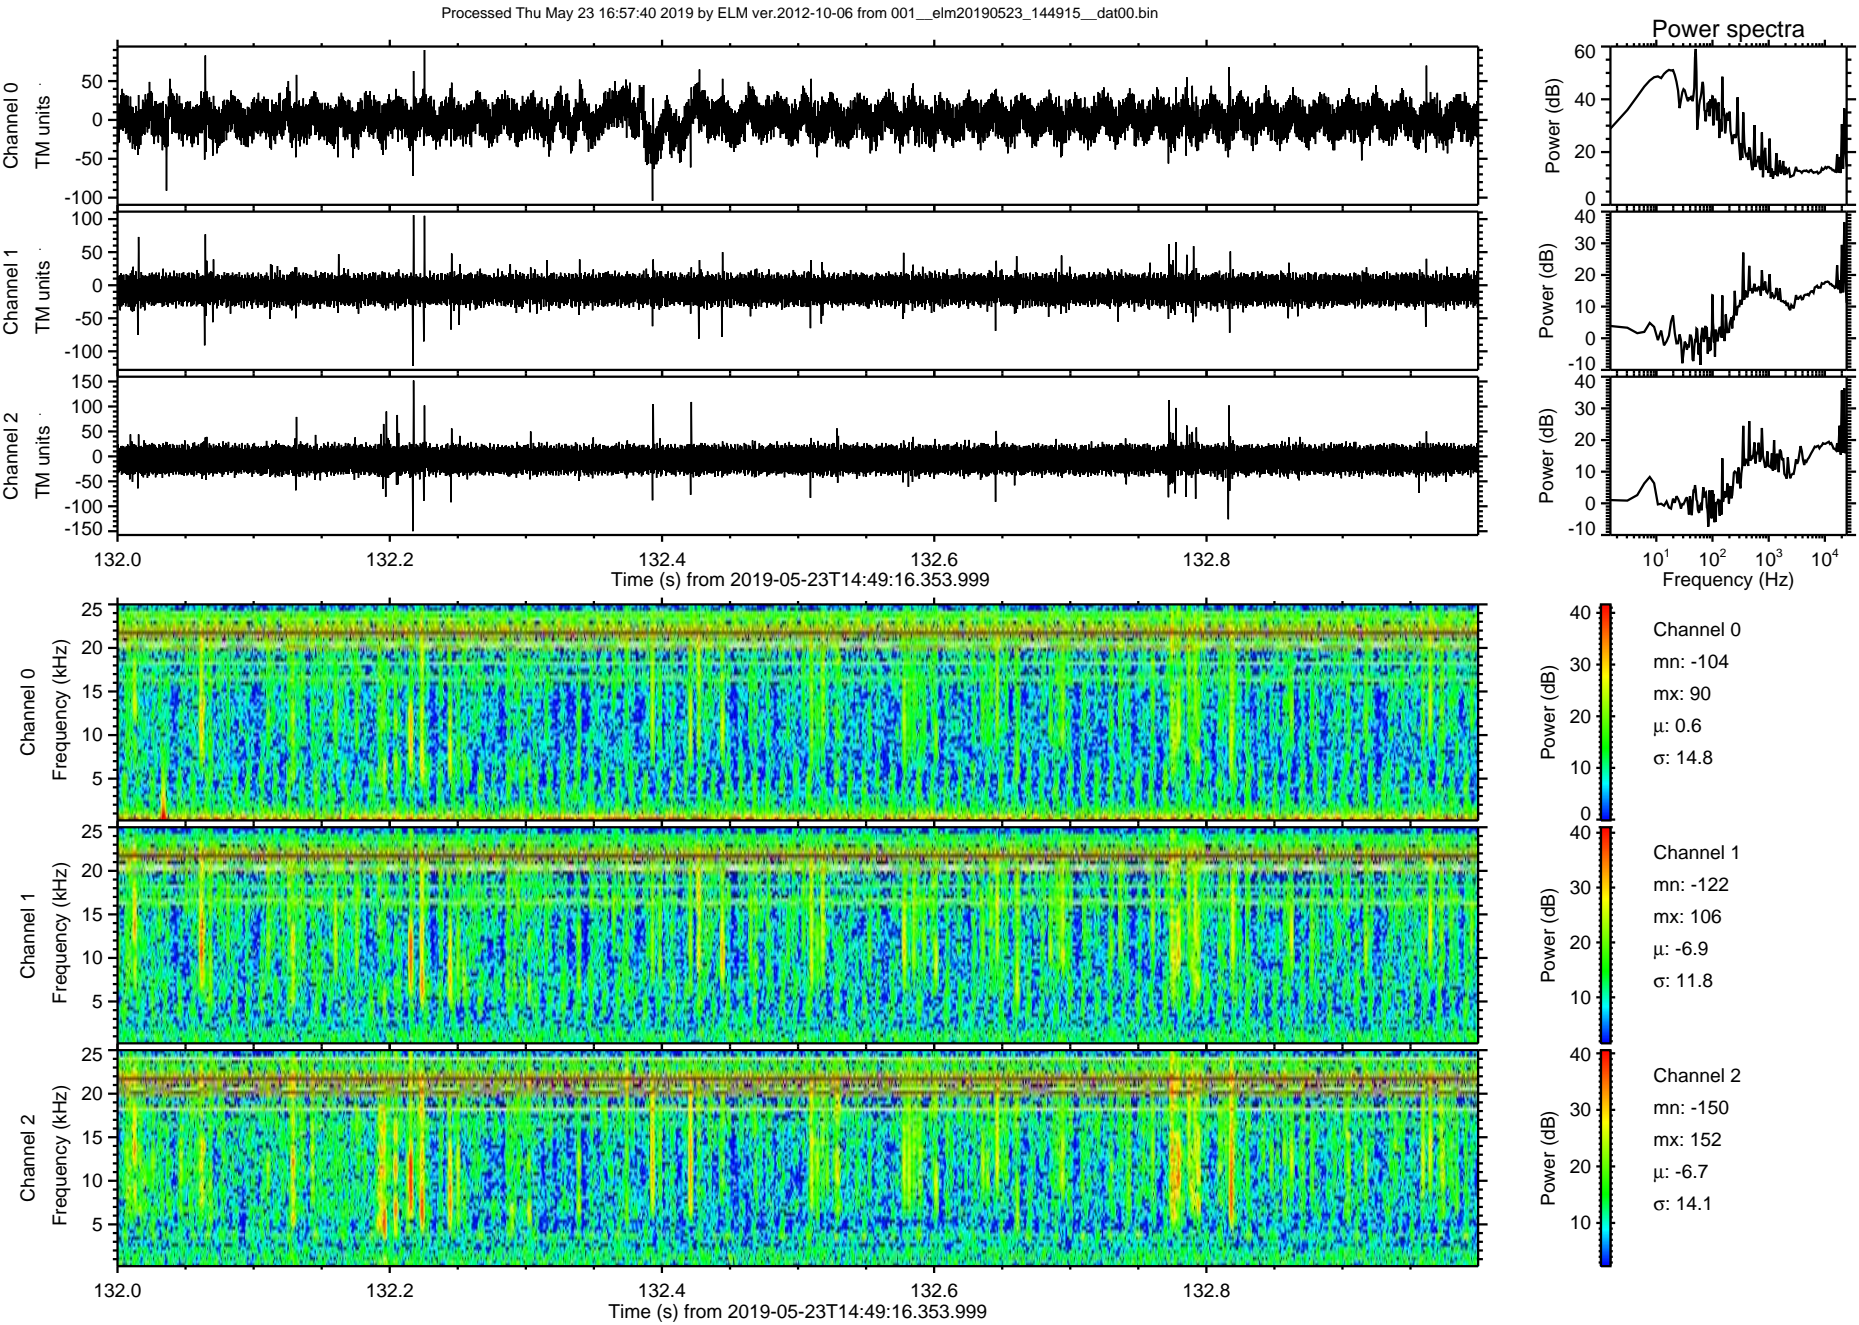 Processed Thu May 23 16:57:40 2019 by ELM ver.2012-10-06 from 001__elm20190523_144915__dat00.bin
Power spectra
Channel 0
TM units
50
0
-50
-100
Power (dB)
60
40
20
0
Channel 1
TM units
100
50
0
-50
-100
Power (dB)
40
30
20
10
0
-10
Channel 2
TM units
150
100
50
0
-50
-100
-150
Power (dB)
40
30
20
10
0
-10
132.0 132.2 132.4 132.6 132.8
Time (s) from 2019-05-23T14:49:16.353.999
10¹ 10² 10³ 10⁴
Frequency (Hz)
Channel 0
Frequency (kHz)
25
20
15
10
5
Power (dB)
40
30
20
10
0
Channel 0
mn: -104
mx: 90
μ: 0.6
σ: 14.8
Channel 1
Frequency (kHz)
25
20
15
10
5
Power (dB)
40
30
20
10
Channel 1
mn: -122
mx: 106
μ: -6.9
σ: 11.8
Channel 2
Frequency (kHz)
25
20
15
10
5
Power (dB)
40
30
20
10
Channel 2
mn: -150
mx: 152
μ: -6.7
σ: 14.1
132.0 132.2 132.4 132.6 132.8
Time (s) from 2019-05-23T14:49:16.353.999